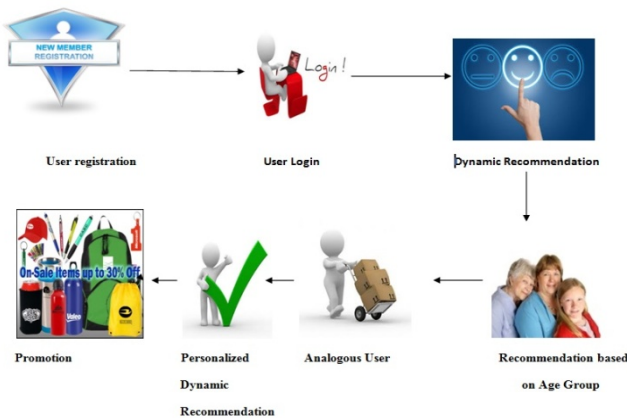 NEW MEMBER
REGISTRATION
Login !
User registration
User Login
Dynamic Recommendation
On-Sale Items up to 30% Off
Valeo
Promotion
Personalized
Dynamic
Recommendation
Analogous User
Recommendation based
on Age Group